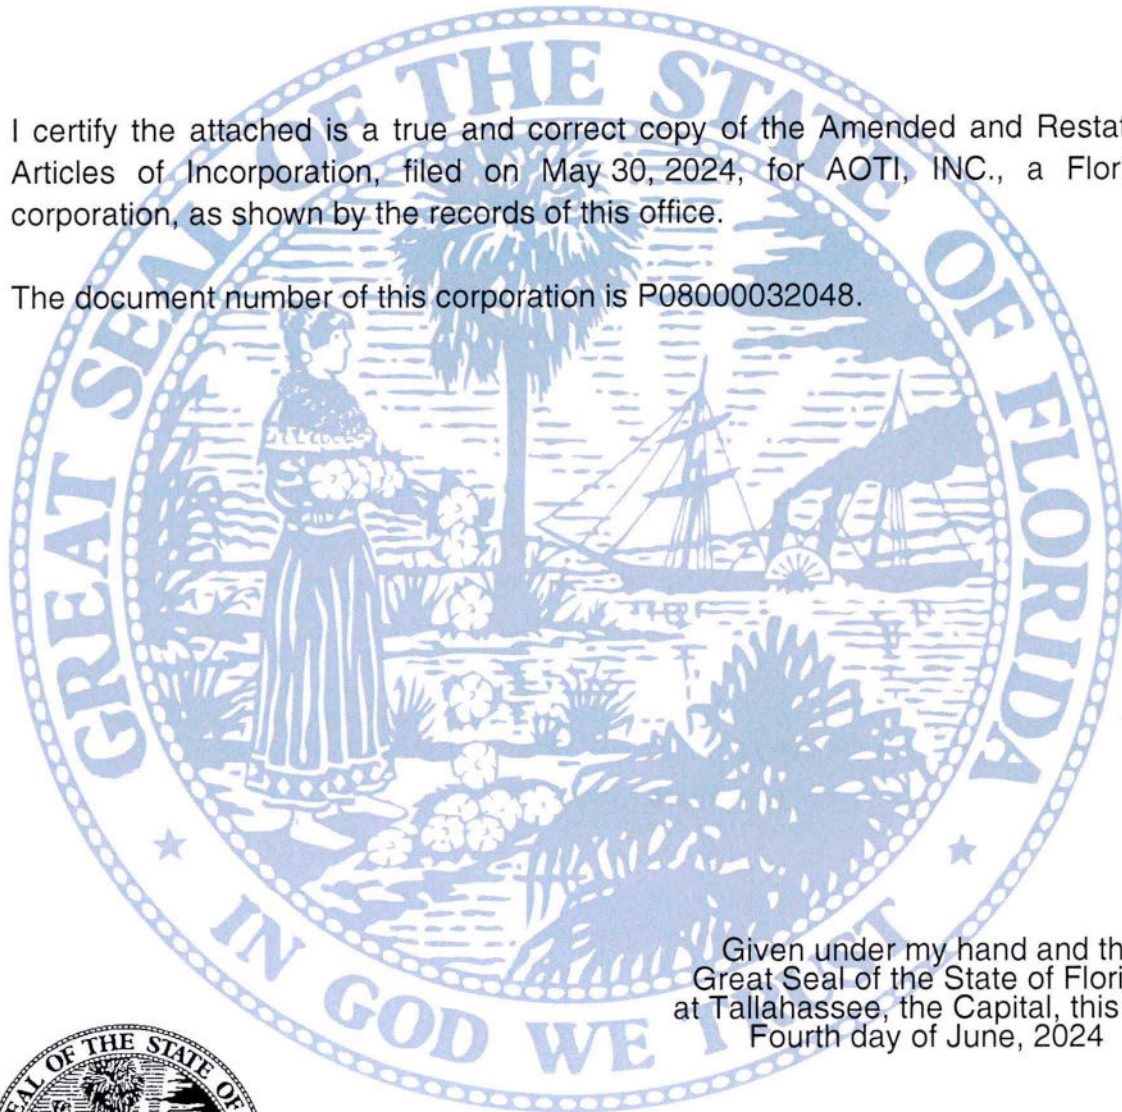 I certify the attached is a true and correct copy of the Amended and Restat
Articles of Incorporation, filed on May 30, 2024, for AOTI, INC., a Flor
corporation, as shown by the records of this office.
The document number of this corporation is P08000032048.
GREAT SEAL OF THE STATE OF FLORIDA
IN GOD WE TRUST
Given under my hand and th
Great Seal of the State of Flori
at Tallahassee, the Capital, this
Fourth day of June, 2024
EAL OF THE STATE OF